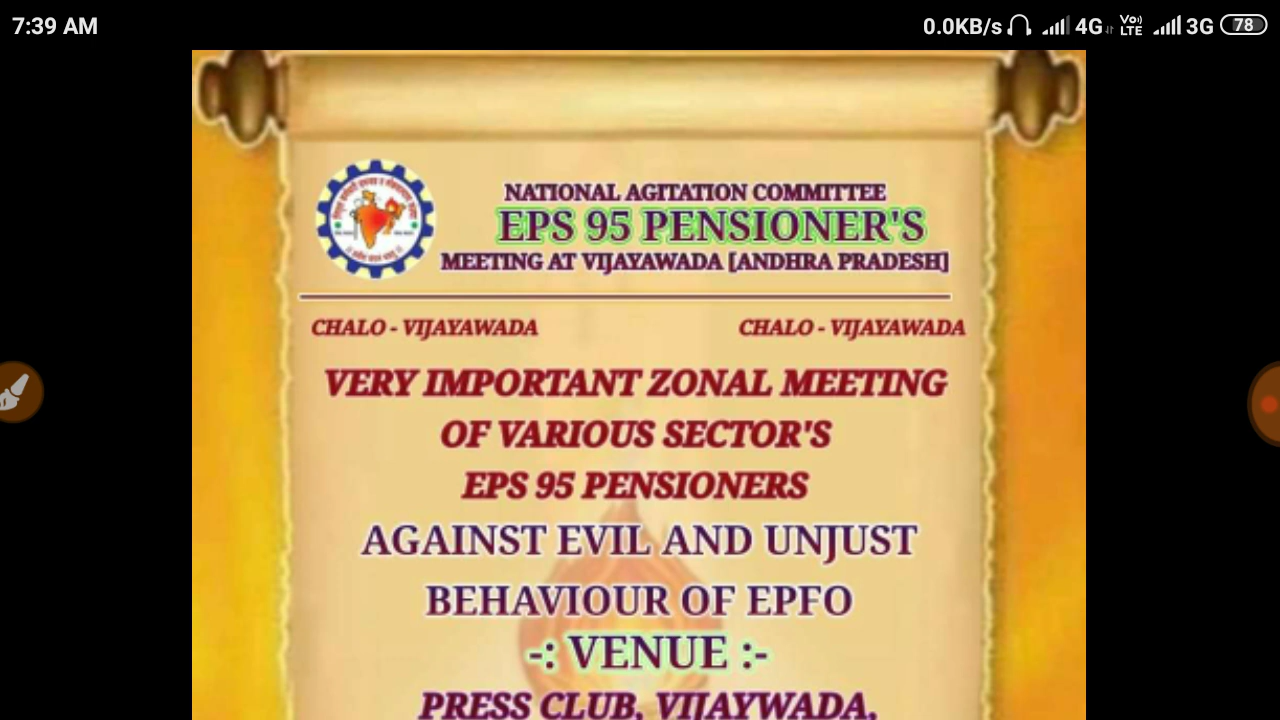 7:39 AM
0.0KB/s 4G Vo)) LTE 3G 78
NATIONAL AGITATION COMMITTEE
EPS 95 PENSIONER'S
MEETING AT VIJAYAWADA [ANDHRA PRADESH]
CHALO - VIJAYAWADA CHALO - VIJAYAWADA
VERY IMPORTANT ZONAL MEETING
OF VARIOUS SECTOR'S
EPS 95 PENSIONERS
AGAINST EVIL AND UNJUST
BEHAVIOUR OF EPFO
-: VENUE :-
PRESS CLUB, VIJAYWADA,